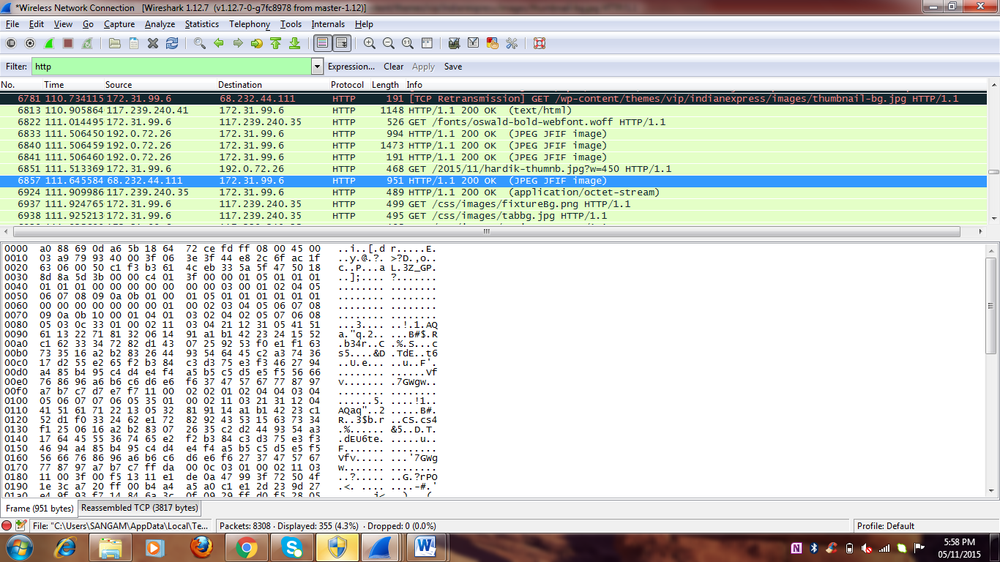 *Wireless Network Connection [Wireshark 1.12.7 (v1.12.7-0-g7fc8978 from master-1.12)]
File Edit View Go Capture Analyze Statistics Telephony Tools Internals Help
Filter: http Expression... Clear Apply Save
No. Time Source Destination Protocol Length Info
6781 110.734115 172.31.99.6 68.232.44.111 HTTP 191 [TCP Retransmission] GET /wp-content/themes/vip/indianexpress/images/thumbnail-bg.jpg HTTP/1.1
6813 110.905864 117.239.240.41 172.31.99.6 HTTP 1148 HTTP/1.1 200 OK (text/html)
6822 111.014495 172.31.99.6 117.239.240.35 HTTP 526 GET /fonts/oswald-bold-webfont.woff HTTP/1.1
6833 111.506450 192.0.72.26 172.31.99.6 HTTP 994 HTTP/1.1 200 OK (JPEG JFIF image)
6840 111.506459 192.0.72.26 172.31.99.6 HTTP 1473 HTTP/1.1 200 OK (JPEG JFIF image)
6841 111.506460 192.0.72.26 172.31.99.6 HTTP 191 HTTP/1.1 200 OK (JPEG JFIF image)
6851 111.513369 172.31.99.6 192.0.72.26 HTTP 468 GET /2015/11/hardik-thumnb.jpg?w=450 HTTP/1.1
6857 111.645584 68.232.44.111 172.31.99.6 HTTP 951 HTTP/1.1 200 OK (JPEG JFIF image)
6924 111.909986 117.239.240.35 172.31.99.6 HTTP 489 HTTP/1.1 200 OK (application/octet-stream)
6937 111.924765 172.31.99.6 117.239.240.35 HTTP 499 GET /css/images/fixtureBg.png HTTP/1.1
6938 111.925213 172.31.99.6 117.239.240.35 HTTP 495 GET /css/images/tabbg.jpg HTTP/1.1
0000 a0 88 69 0d a6 5b 18 64 72 ce fd ff 08 00 45 00 ..i..[.d r.....E.
0010 03 a9 79 93 40 00 3f 06 3e 3f 44 e8 2c 6f ac 1f ..y.@.?. >?D.,o..
0020 63 06 00 50 c1 f3 b3 61 4c eb 33 5a 5f 47 50 18 c..P...a L.3Z_GP.
0030 8d 8a 5d 3b 00 00 c4 01 3f 00 00 01 05 01 01 01 ..];.... ?.......
0040 01 01 01 00 00 00 00 00 00 00 03 00 01 02 04 05 ........ ........
0050 06 07 08 09 0a 0b 01 00 01 05 01 01 01 01 01 01 ........ ........
0060 00 00 00 00 00 00 01 00 02 03 04 05 06 07 08 ........ ........
0070 09 0a 0b 10 00 01 04 01 03 02 04 02 05 07 06 08 ........ ........
0080 05 03 0c 33 01 00 02 11 03 04 21 12 31 05 41 51 ...3.... ..!.1.AQ
0090 61 13 22 71 81 32 06 14 91 a1 b1 42 23 24 15 52 a."q.2.. ...B#$.R
00a0 c1 62 33 34 72 82 d1 43 07 25 92 53 f0 e1 f1 63 .b34r..C .%.S...c
00b0 73 35 16 a2 b2 83 26 44 93 54 64 45 c2 a3 74 36 s5....&D .TdE..t6
00c0 17 d2 55 e2 65 f2 b3 84 c3 d3 75 e3 f3 46 27 94 ..U.e... ..u..F'.
00d0 a4 85 b4 95 c4 d4 e4 f4 a5 b5 c5 d5 e5 f5 56 66 ........ ......Vf
00e0 76 86 96 a6 b6 c6 d6 e6 f6 37 47 57 67 77 87 97 v....... .7GWgw..
00f0 a7 b7 c7 d7 e7 f7 11 00 02 02 01 02 04 04 03 04 ........ ........
0100 05 06 07 07 06 05 35 01 00 02 11 03 21 31 12 04 ......5. ....!1..
0110 41 51 61 71 22 13 05 32 81 91 14 a1 b1 42 23 c1 AQaq"..2 .....B#.
0120 52 d1 f0 33 24 62 e1 72 82 92 43 53 15 63 73 34 R..3$b.r ..CS.cs4
0130 f1 25 06 16 a2 b2 83 07 26 35 c2 d2 44 93 54 a3 .%...... &5..D.T.
0140 17 64 45 55 36 74 65 e2 f2 b3 84 c3 d3 75 e3 f3 .dEU6te. .....u..
0150 46 94 a4 85 b4 95 c4 d4 e4 f4 a5 b5 c5 d5 e5 f5 F....... ........
0160 56 66 76 86 96 a6 b6 c6 d6 e6 f6 27 37 47 57 67 Vfv..... ...'7GWg
0170 77 87 97 a7 b7 c7 ff da 00 0c 03 01 00 02 11 03 w....... ........
0180 11 00 3f 00 f5 13 11 e1 de 0a 47 99 3f 72 50 4f ..?..... ..G.?rPO
0190 1e 3c a7 20 ff 00 b4 a4 a5 a0 c1 e1 2d 23 9d 27 .<. .... ....-#.'
01a0 e4 9f 93 f7 14 84 6a 3c 0f 09 29 ff d0 f5 28 05 ......j< ..)...(.
Frame (951 bytes) Reassembled TCP (3817 bytes)
File: "C:\Users\SANGAM\AppData\Local\Te... Packets: 8308 · Displayed: 355 (4.3%) · Dropped: 0 (0.0%) Profile: Default
5:58 PM
05/11/2015